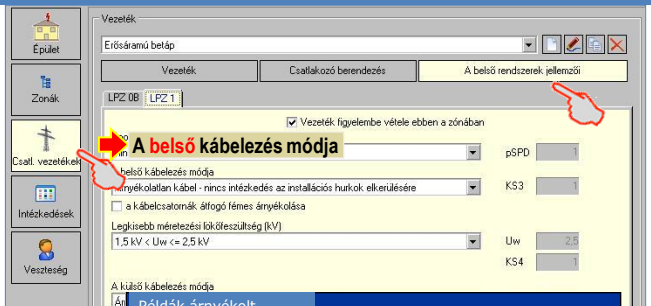 Vezeték
Épület
Erősáramú betáp
Vezeték
Csatlakozó berendezés
A belső rendszerek jellemzői
Zónák
LPZ 0B
LPZ 1
Vezeték figyelembe vétele ebben a zónában
A belső kábelezés módja
pSPD 1
Csatl. vezetékek
belső kábelezés módja
Árnyékolatlan kábel - nincs intézkedés az installációs hurkok elkerülésére
KS3 1
a kábelcsatornák átfogó fémes árnyékolása
Intézkedések
Legkisebb méretezési lökőfeszültség (kV)
1,5 kV < Uw <= 2,5 kV
Uw 2,5
KS4 1
Veszteség
A külső kábelezés módja
Példák árnyékolt